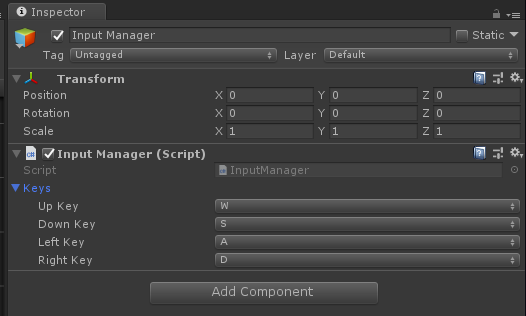 Inspector
Input Manager Static
Tag Untagged Layer Default
Transform
Position X 0 Y 0 Z 0
Rotation X 0 Y 0 Z 0
Scale X 1 Y 1 Z 1
Input Manager (Script)
Script InputManager
Keys
Up Key W
Down Key S
Left Key A
Right Key D
Add Component